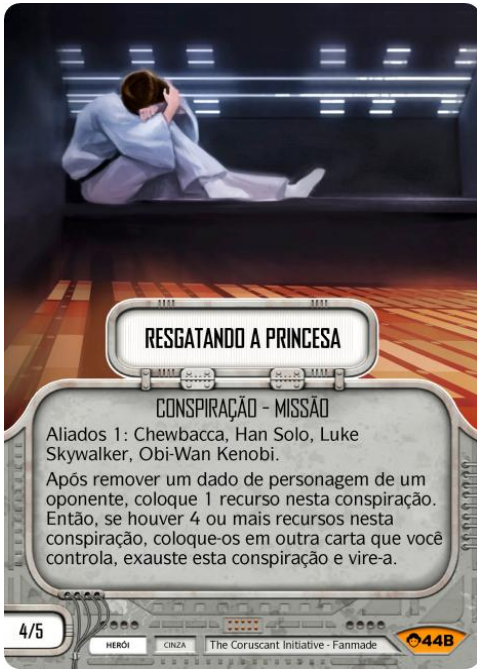 RESGATANDO A PRINCESA
CONSPIRAÇÃO - MISSÃO
Aliados 1: Chewbacca, Han Solo, Luke
Skywalker, Obi-Wan Kenobi.
Após remover um dado de personagem de um
oponente, coloque 1 recurso nesta conspiração.
Então, se houver 4 ou mais recursos nesta
conspiração, coloque-os em outra carta que você
controla, exauste esta conspiração e vire-a.
4/5
HERÓI
CINZA
The Coruscant Initiative - Fanmade
44B